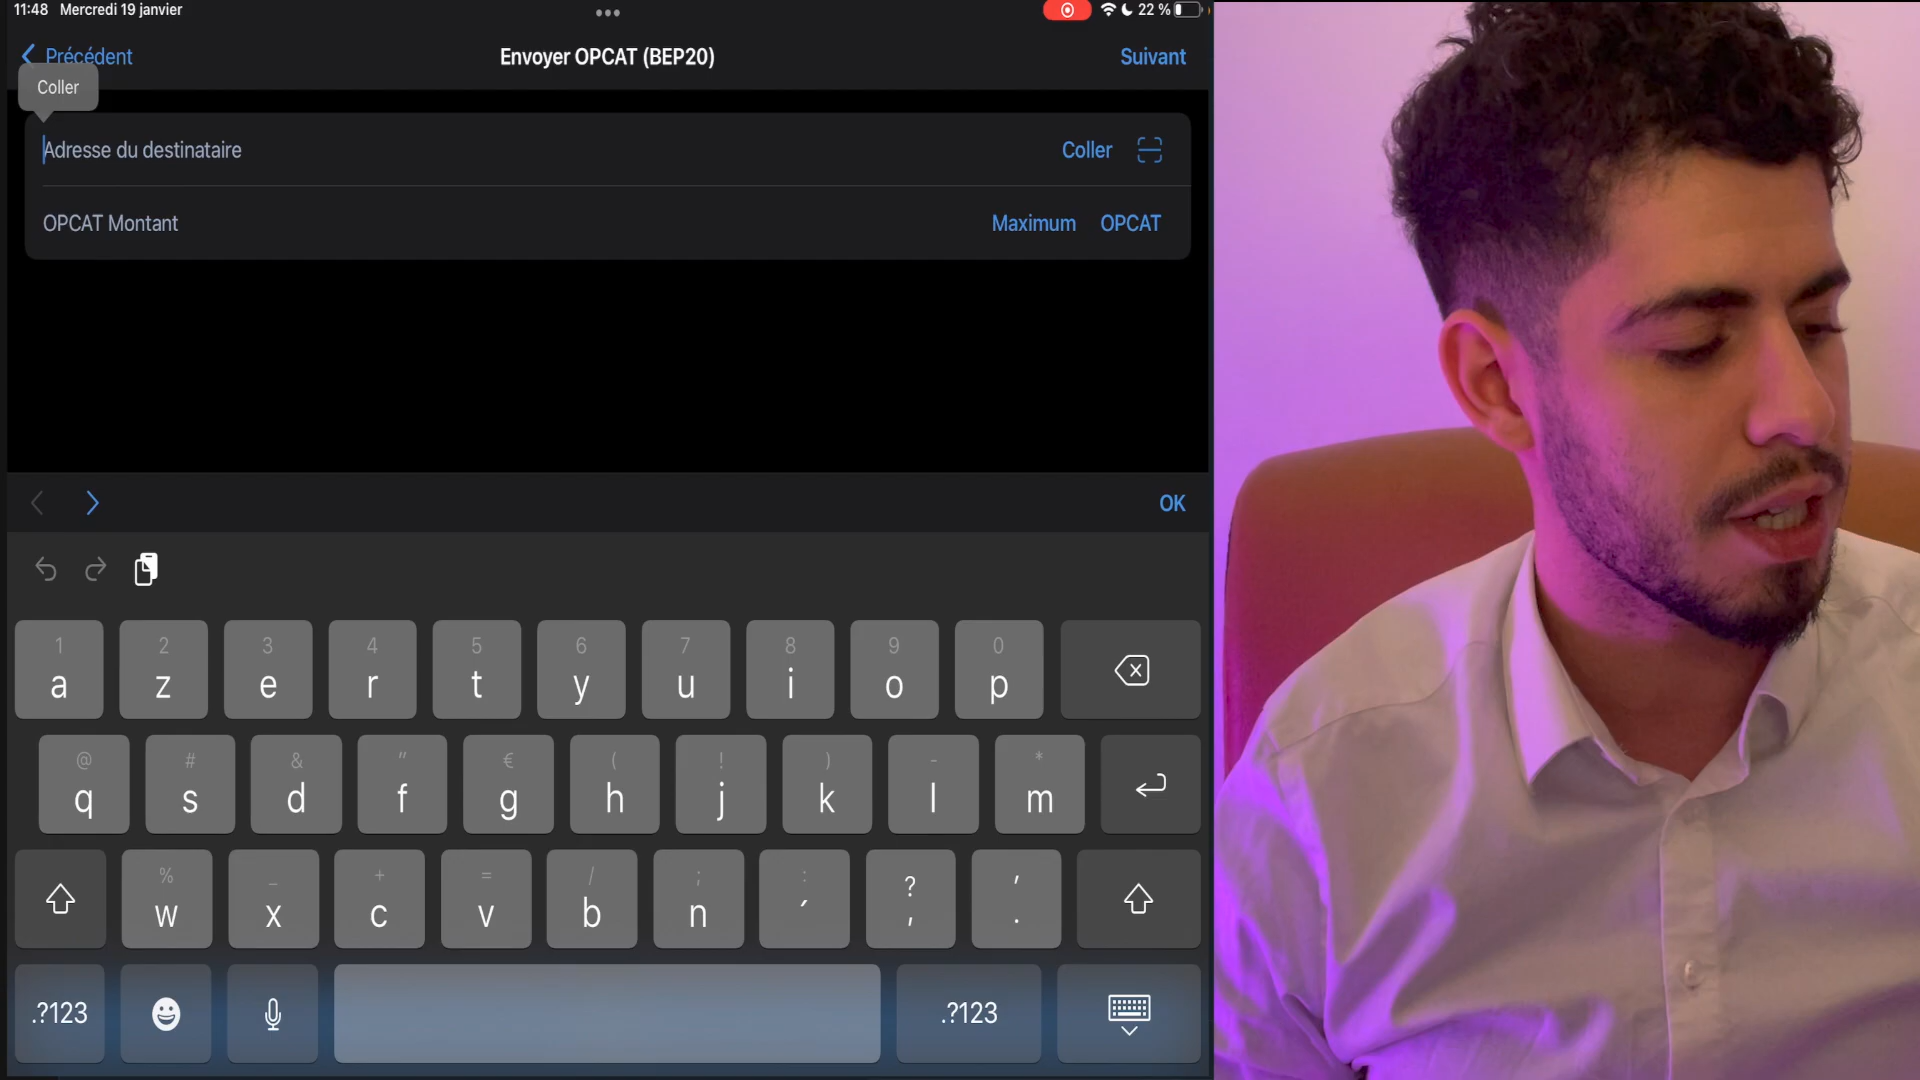 11:48 Mercredi 19 janvier
22 %
Précédent
Envoyer OPCAT (BEP20)
Suivant
Coller
Adresse du destinataire
Coller
OPCAT Montant
Maximum OPCAT
OK
1 2 3 4 5 6 7 8 9 0
a z e r t y u i o p
@ # & " € ( ! ) - *
q s d f g h j k l m
% _ + = / ; : ? '
w x c v b n ´ , .
.?123
.?123